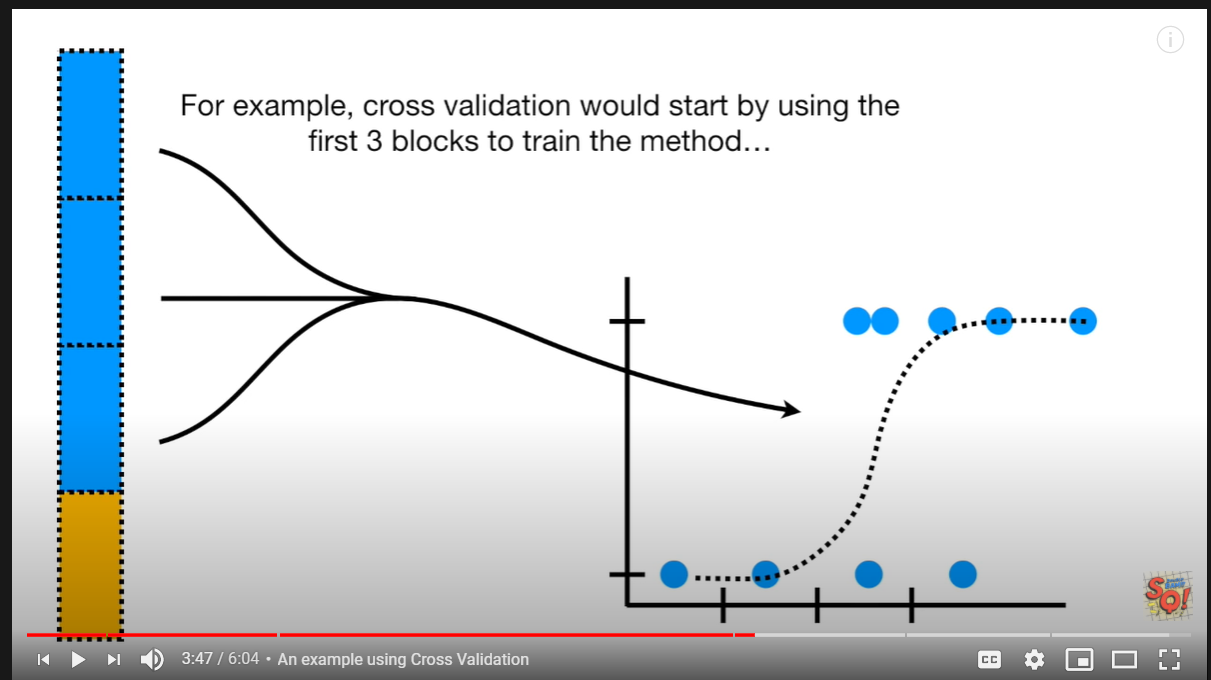 For example, cross validation would start by using the
first 3 blocks to train the method…
SQ!
3:47 / 6:04 • An example using Cross Validation
CC